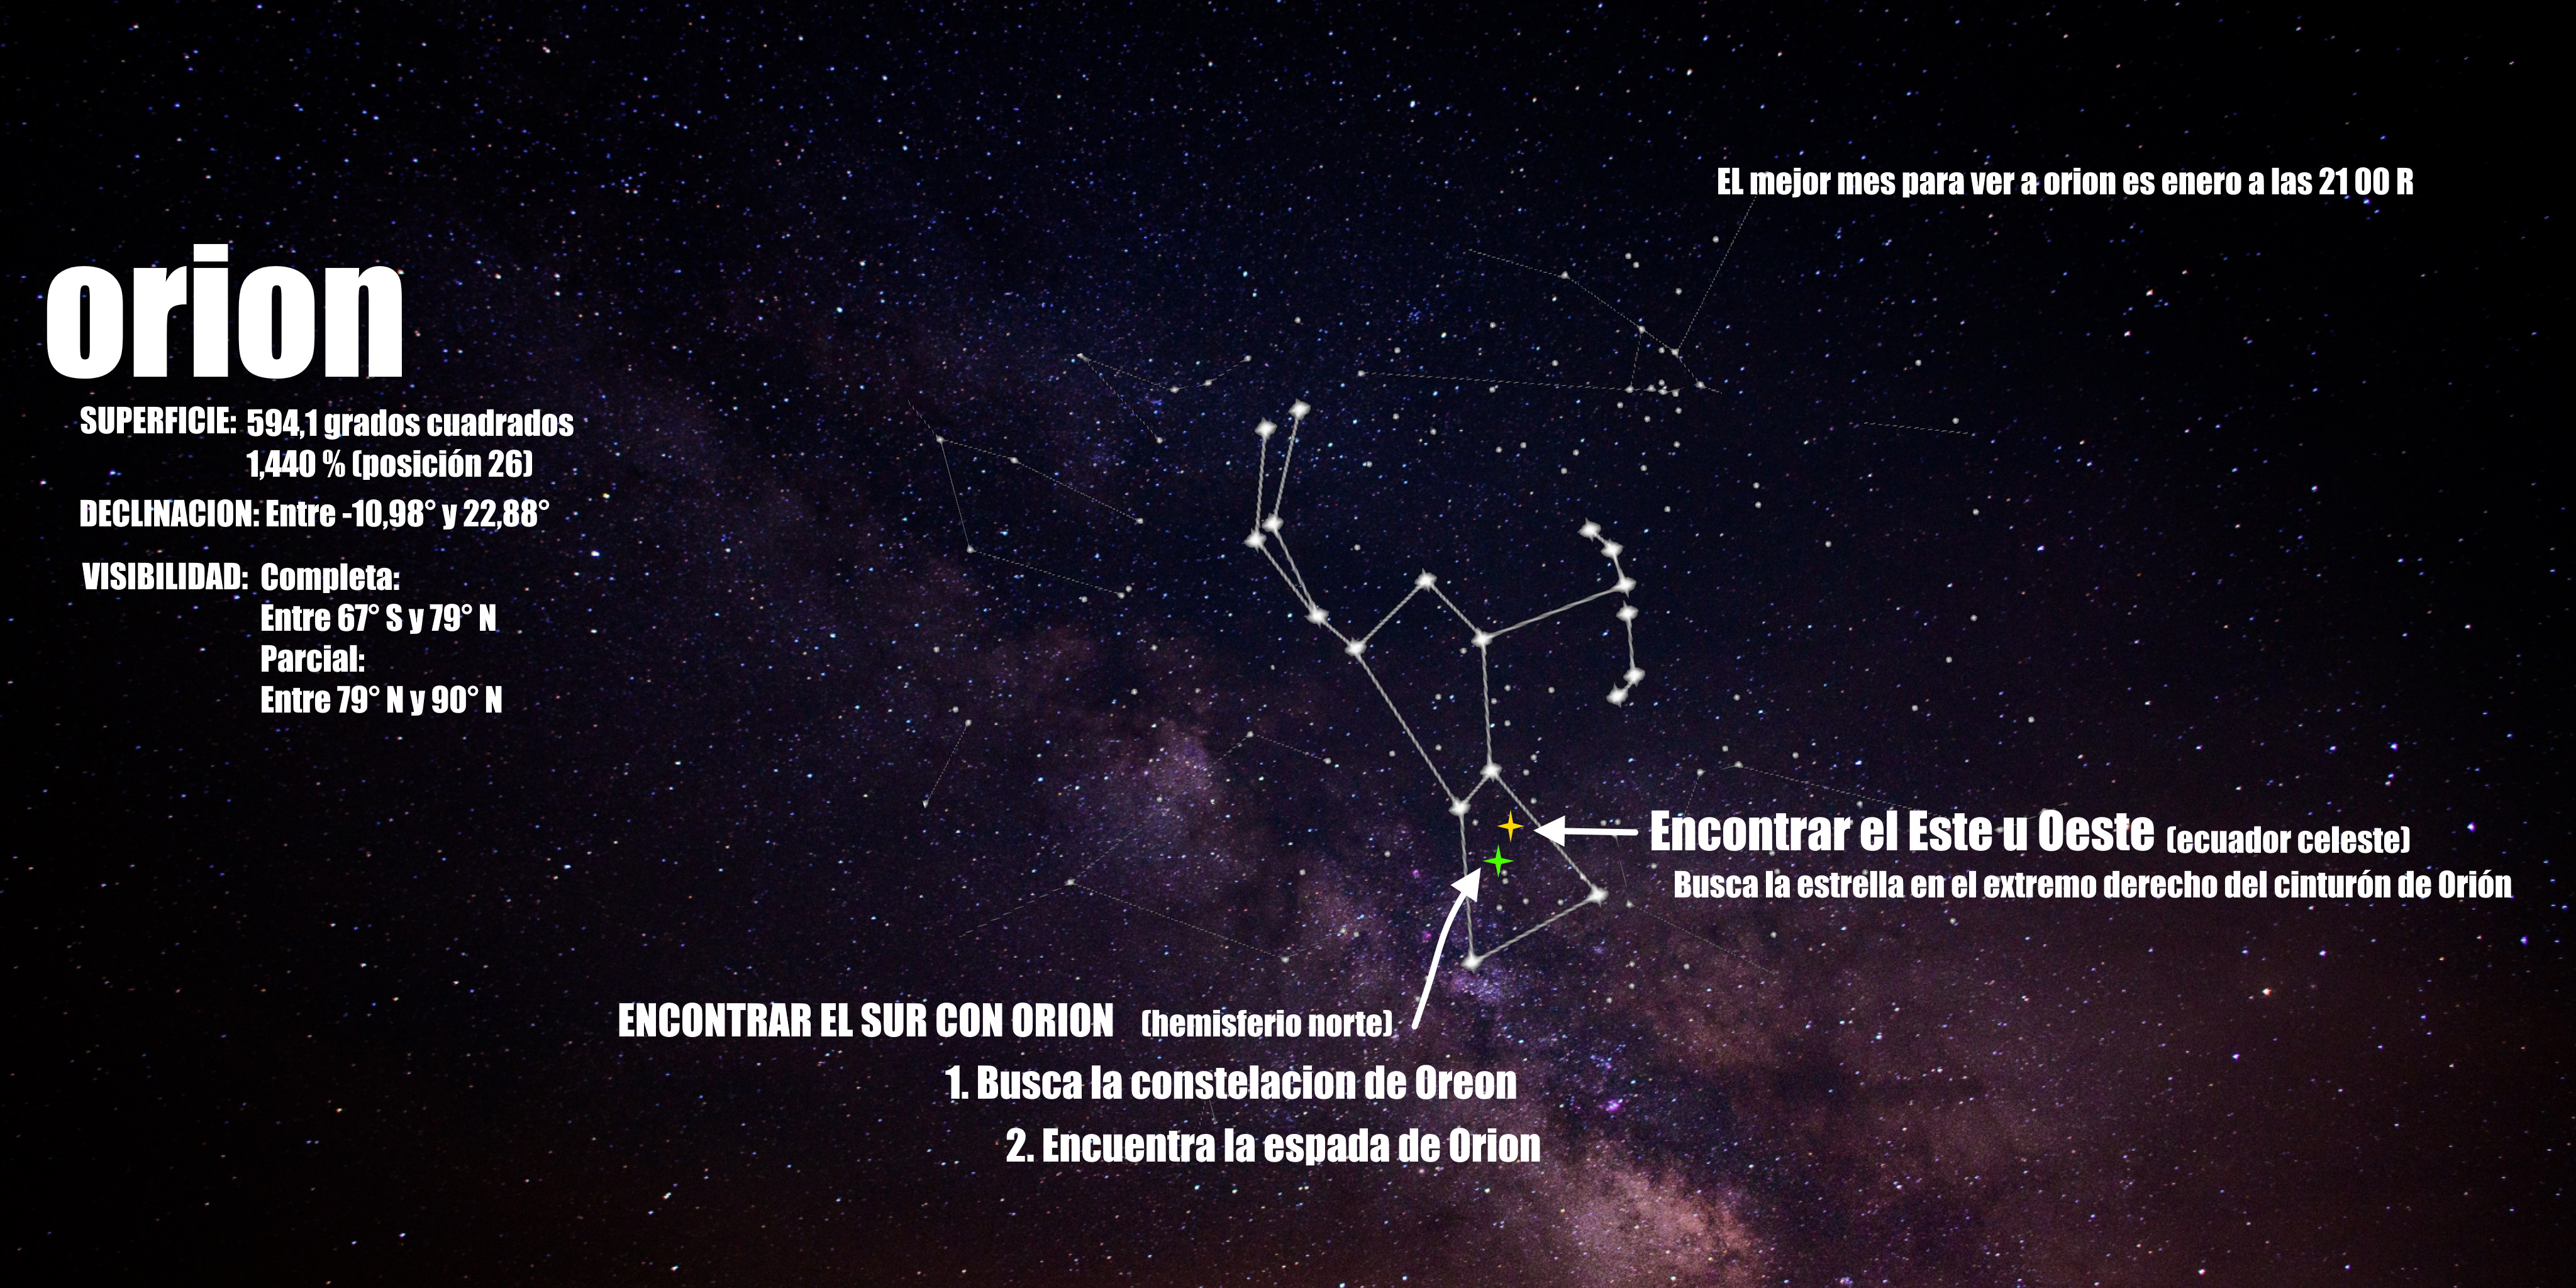 EL mejor mes para ver a orion es enero a las 21 00 R
orion
SUPERFICIE: 594,1 grados cuadrados
1,440 % (posición 26)
DECLINACION: Entre -10,98° y 22,88°
VISIBILIDAD: Completa:
Entre 67° S y 79° N
Parcial:
Entre 79° N y 90° N
Encontrar el Este u Oeste (ecuador celeste)
Busca la estrella en el extremo derecho del cinturón de Orión
ENCONTRAR EL SUR CON ORION (hemisferio norte)
1. Busca la constelacion de Oreon
2. Encuentra la espada de Orion